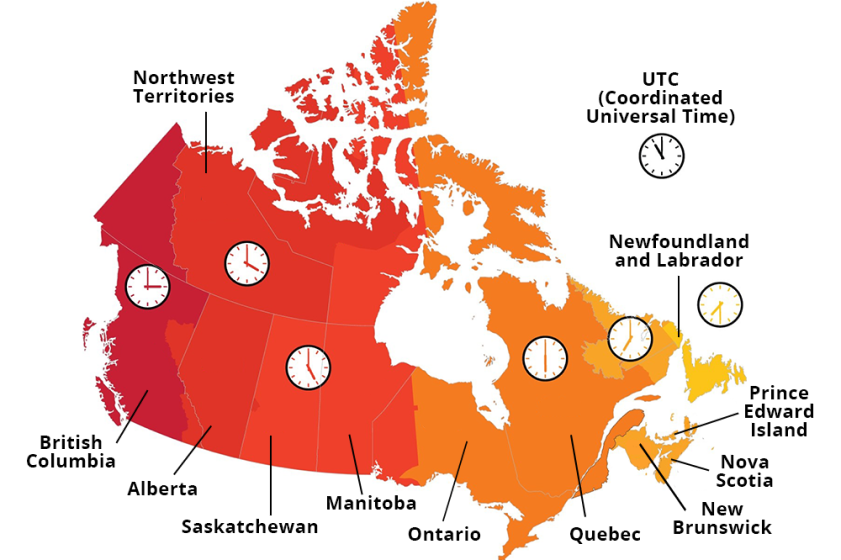 Northwest
Territories
UTC
(Coordinated
Universal Time)
Newfoundland
and Labrador
Prince
Edward
Island
British
Columbia
Nova
Scotia
Alberta
Manitoba
New
Brunswick
Saskatchewan
Ontario
Quebec